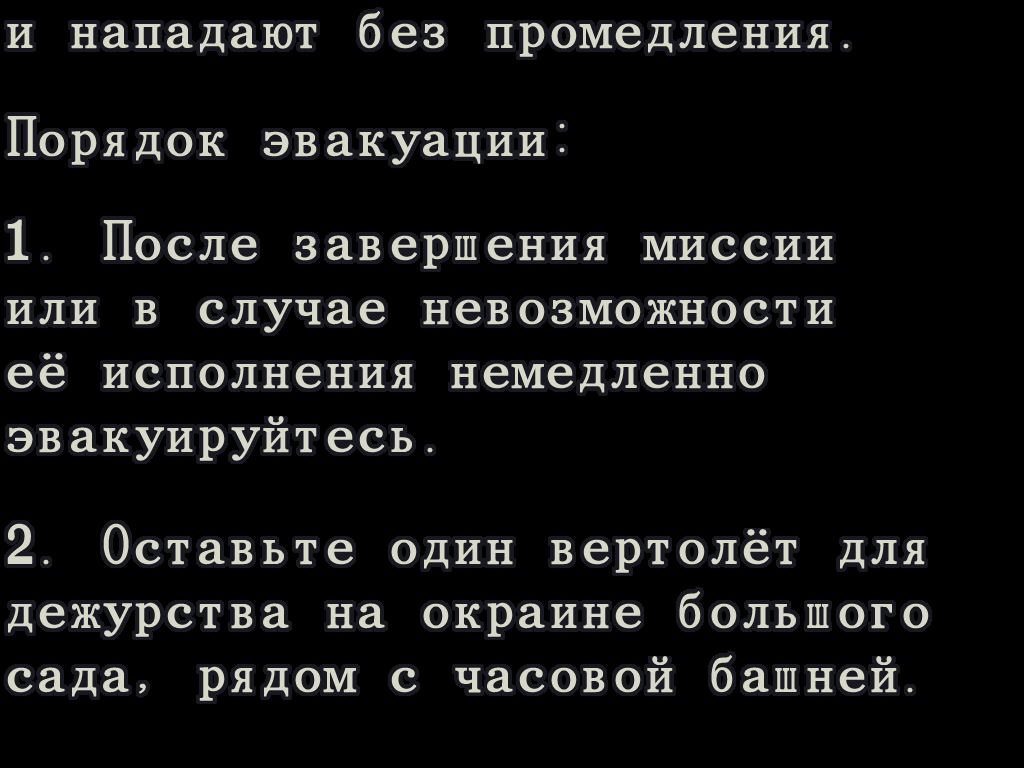 и нападают без промедления.
Порядок эвакуации:
1. После завершения миссии
или в случае невозможности
её исполнения немедленно
эвакуируйтесь.
2. Оставьте один вертолёт для
дежурства на окраине большого
сада, рядом с часовой башней.